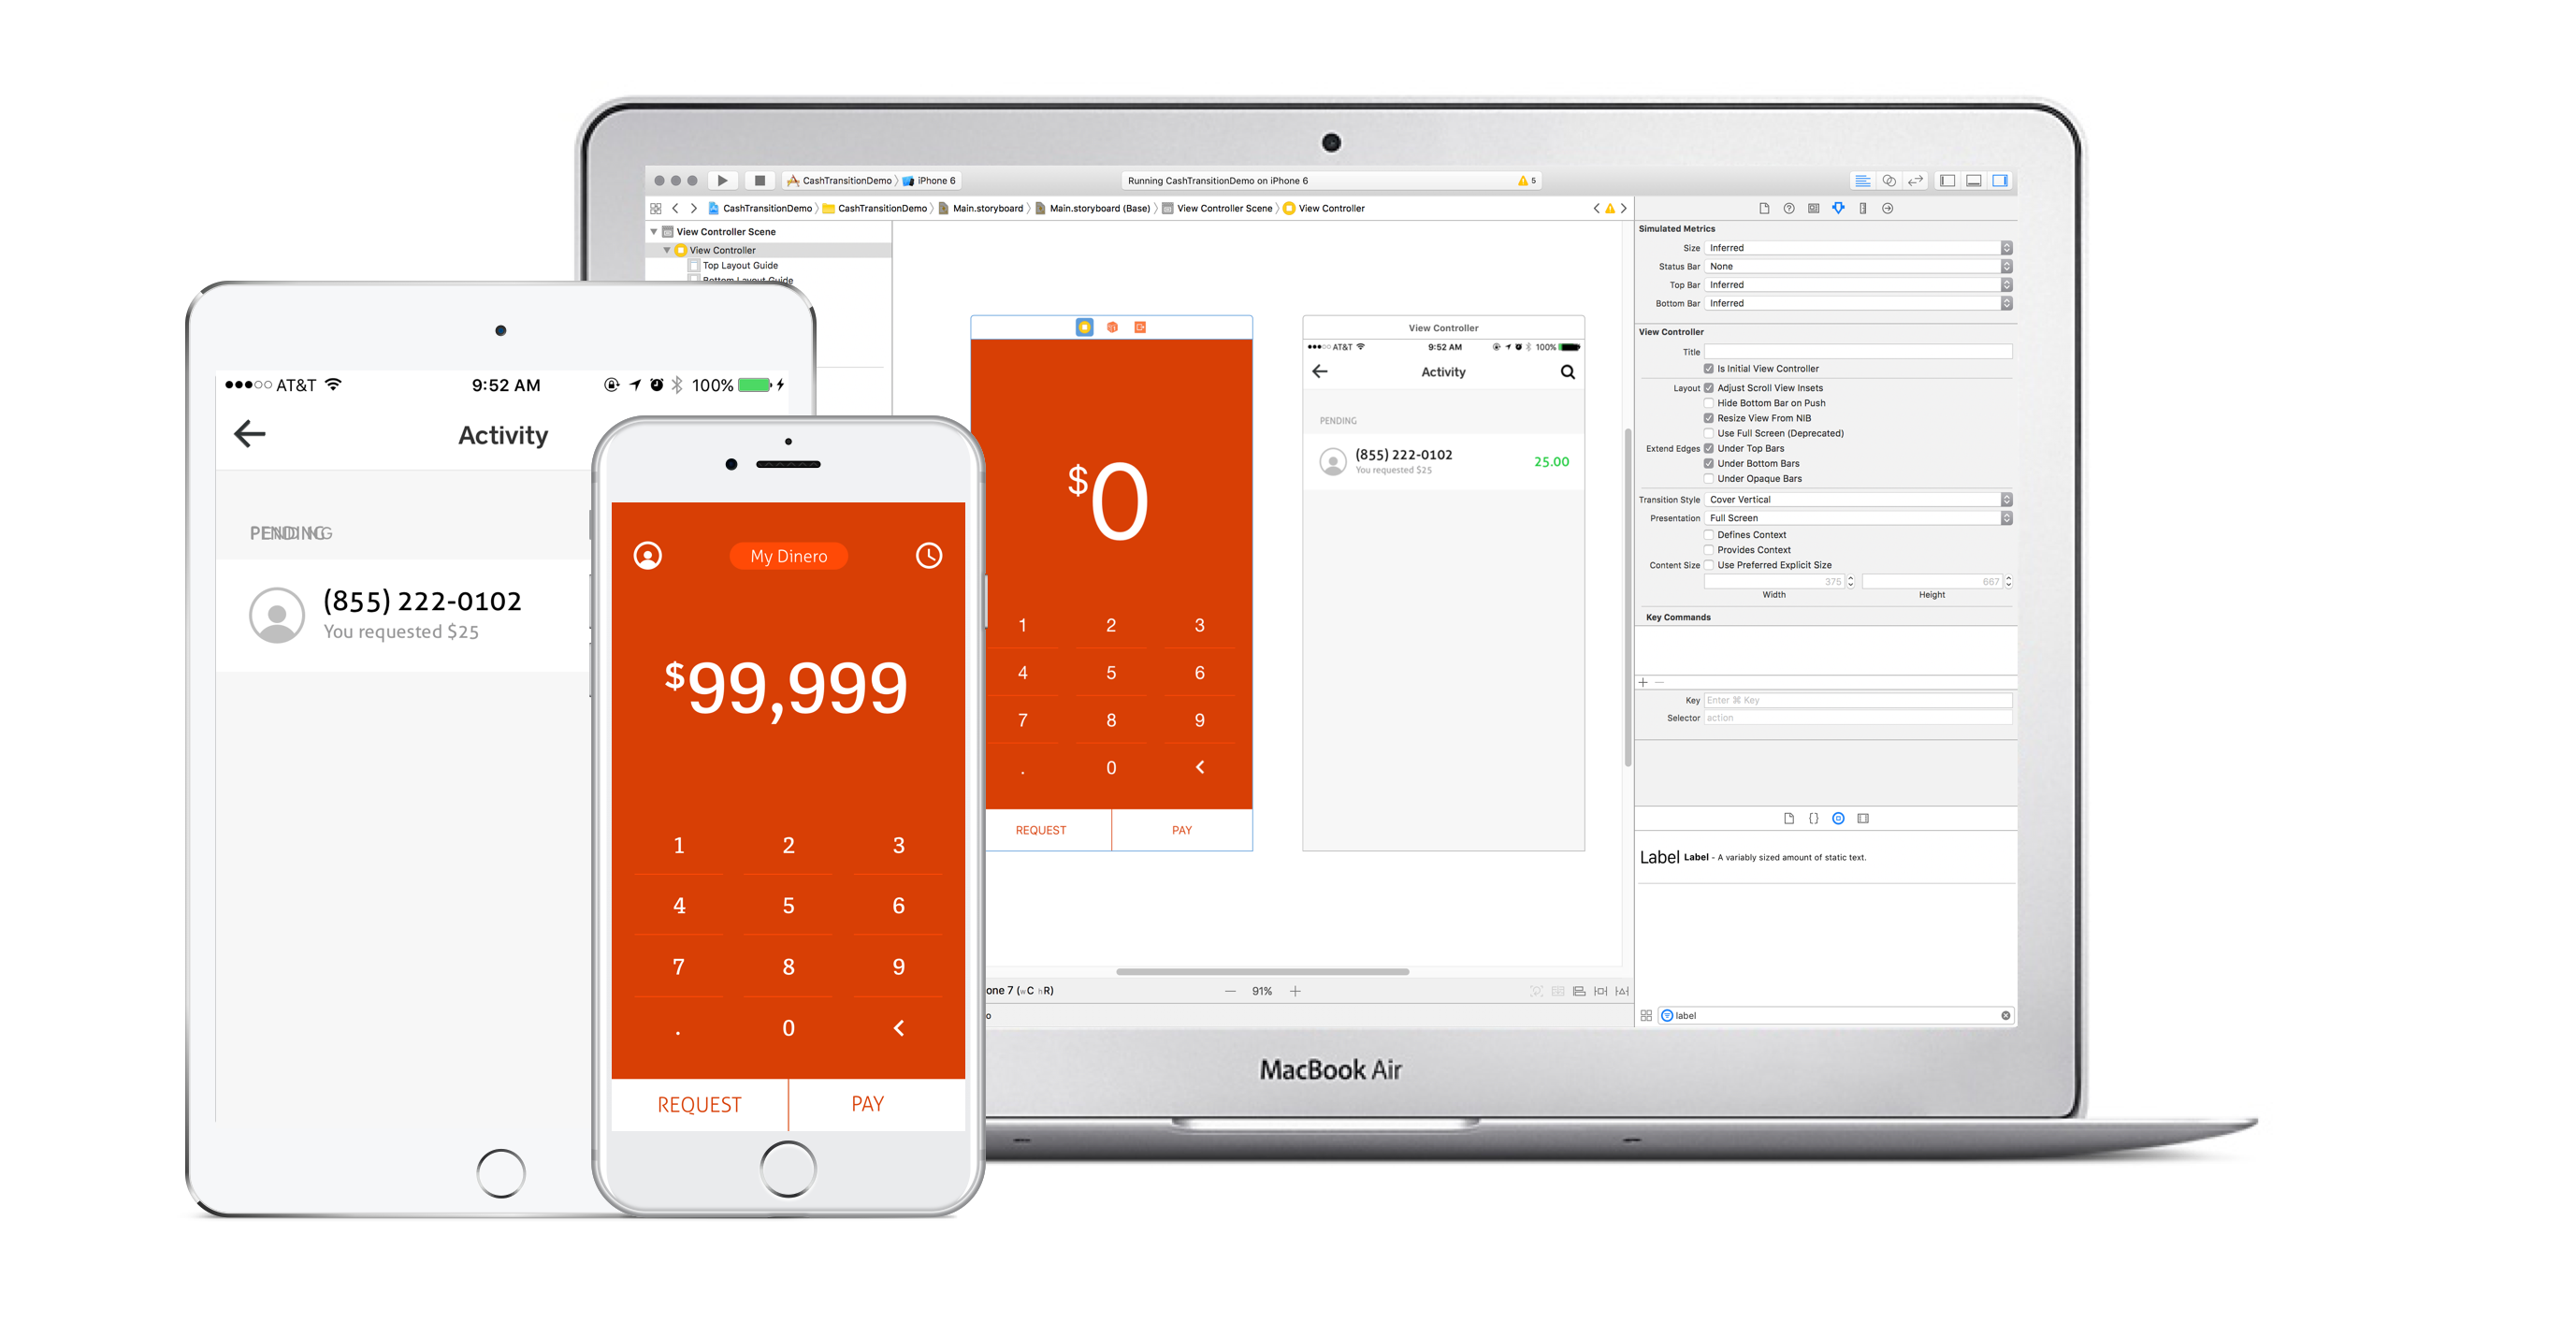 CashTransitionDemo iPhone 6
Running CashTransitionDemo on iPhone 6
5
CashTransitionDemo CashTransitionDemo Main.storyboard Main.storyboard (Base) View Controller Scene View Controller
View Controller Scene
View Controller
Top Layout Guide
Bottom Layout Guide
$0
1 2 3
4 5 6
7 8 9
. 0 <
REQUEST PAY
View Controller
AT&T 9:52 AM 100%
Activity
PENDING
(855) 222-0102
You requested $25
25.00
one 7 (wC hR)
91%
o
Simulated Metrics
Size Inferred
Status Bar None
Top Bar Inferred
Bottom Bar Inferred
View Controller
Title
Is Initial View Controller
Layout Adjust Scroll View Insets
Hide Bottom Bar on Push
Resize View From NIB
Use Full Screen (Deprecated)
Extend Edges Under Top Bars
Under Bottom Bars
Under Opaque Bars
Transition Style Cover Vertical
Presentation Full Screen
Defines Context
Provides Context
Content Size Use Preferred Explicit Size
375 667
Width Height
Key Commands
Key Enter ⌘ Key
Selector action
{}
Label Label - A variably sized amount of static text.
label
MacBook Air
AT&T 9:52 AM 100%
Activity
PENDING
(855) 222-0102
You requested $25
My Dinero
$99,999
1 2 3
4 5 6
7 8 9
. 0 <
REQUEST PAY